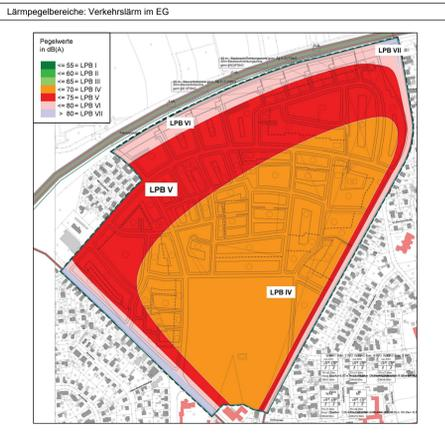 Lärmpegelbereiche: Verkehrslärm im EG
Pegelwerte
in dB(A)
<= 55 = LPB I
<= 60 = LPB II
<= 65 = LPB III
<= 70 = LPB IV
<= 75 = LPB V
<= 80 = LPB VI
> 80 = LPB VII
LPB VII
LPB VI
LPB V
LPB IV